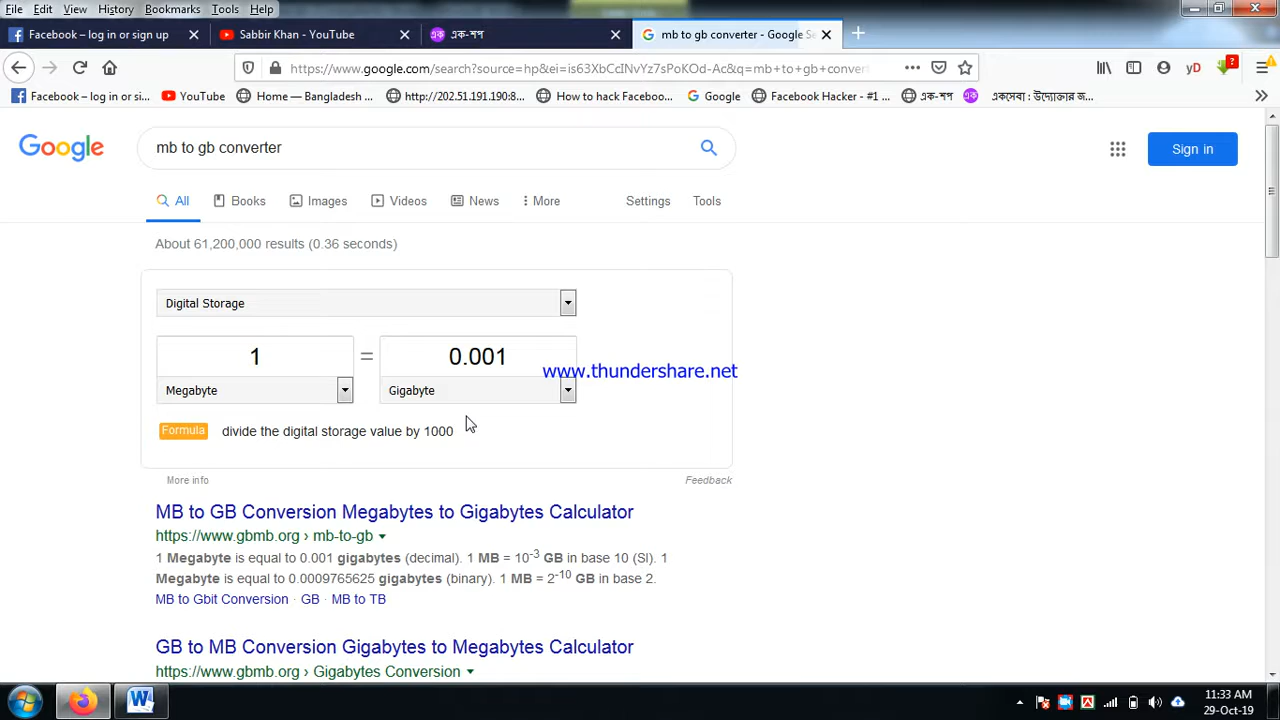 File Edit View History Bookmarks Tools Help
Facebook – log in or sign up Sabbir Khan - YouTube এক-শপ mb to gb converter - Google Se
https://www.google.com/search?source=hp&ei=s63XbCcINvYz7sPoKOd-Ac&q=mb+to+gb+convert
Facebook – log in or si... YouTube Home — Bangladesh ... http://202.51.191.190:8... How to hack Faceboo... Google Facebook Hacker - #1 ... এক-শপ একসেবা : উদ্যোক্তার জ...
Google mb to gb converter Sign in
All Books Images Videos News More Settings Tools
About 61,200,000 results (0.36 seconds)
Digital Storage
1 = 0.001
www.thundershare.net
Megabyte Gigabyte
Formula divide the digital storage value by 1000
More info Feedback
MB to GB Conversion Megabytes to Gigabytes Calculator
https://www.gbmb.org › mb-to-gb
1 Megabyte is equal to 0.001 gigabytes (decimal). 1 MB = 10⁻³ GB in base 10 (SI). 1
Megabyte is equal to 0.0009765625 gigabytes (binary). 1 MB = 2⁻¹⁰ GB in base 2.
MB to Gbit Conversion · GB · MB to TB
GB to MB Conversion Gigabytes to Megabytes Calculator
https://www.gbmb.org › Gigabytes Conversion
11:33 AM
29-Oct-19